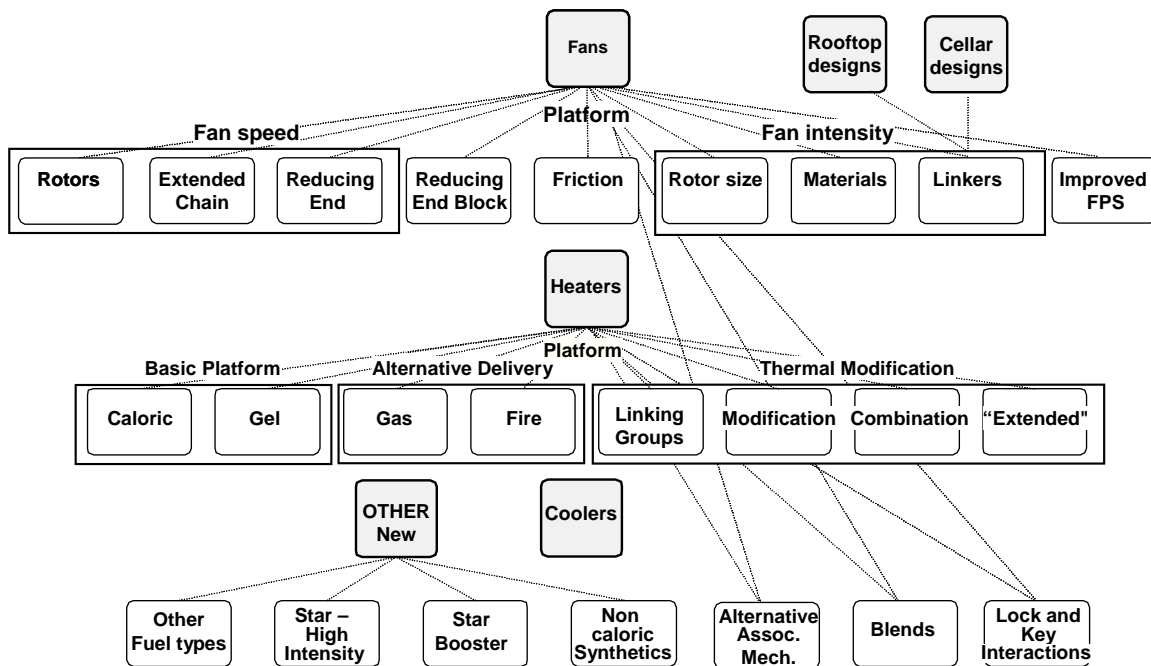 Fans
Rooftop
designs
Cellar
designs
Platform
Fan speed
Fan intensity
Rotors
Extended
Chain
Reducing
End
Reducing
End Block
Friction
Rotor size
Materials
Linkers
Improved
FPS
Heaters
Platform
Basic Platform
Alternative Delivery
Thermal Modification
Caloric
Gel
Gas
Fire
Linking
Groups
Modification
Combination
“Extended"
OTHER
New
Coolers
Other
Fuel types
Star –
High
Intensity
Star
Booster
Non
caloric
Synthetics
Alternative
Assoc.
Mech.
Blends
Lock and
Key
Interactions